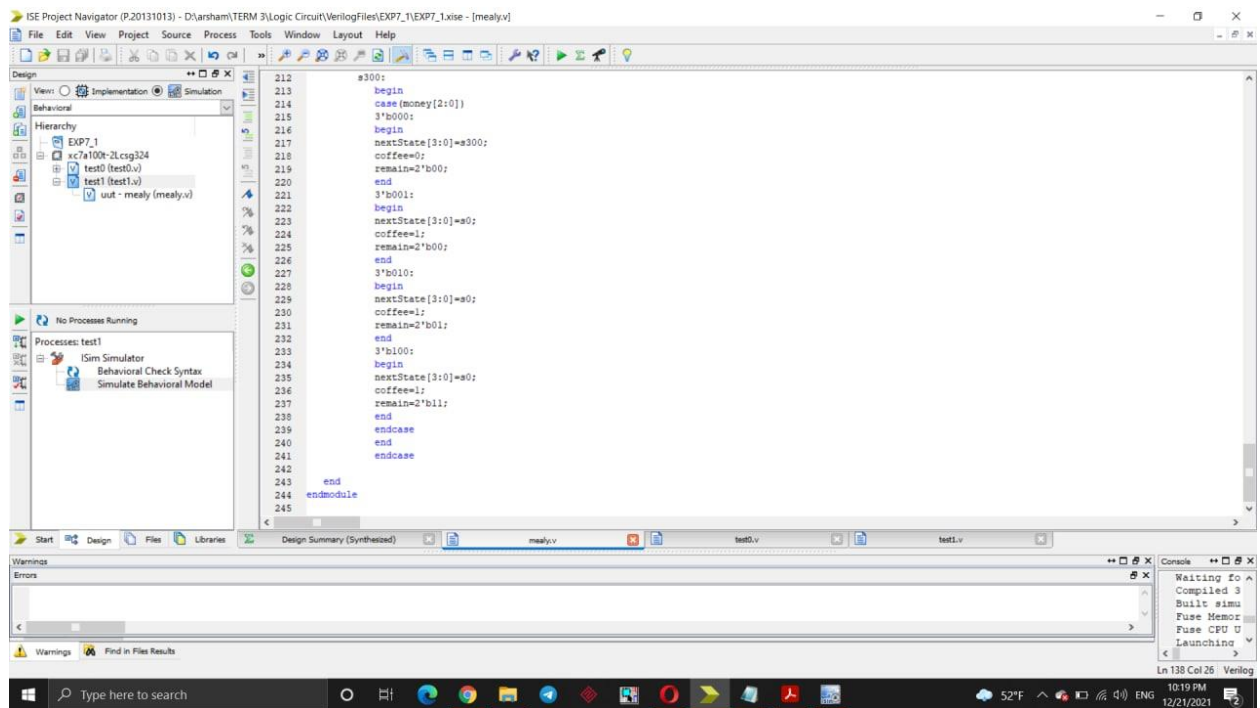 ISE Project Navigator (P.20131013) - D:\arsham\TERM 3\Logic Circuit\VerilogFiles\EXP7_1\EXP7_1.xise - [mealy.v]
File Edit View Project Source Process Tools Window Layout Help
Design
View: Implementation Simulation
Behavioral
Hierarchy
EXP7_1
xc7a100t-2Lcsg324
test0 (test0.v)
test1 (test1.v)
uut - mealy (mealy.v)
No Processes Running
Processes: test1
ISim Simulator
Behavioral Check Syntax
Simulate Behavioral Model
Start Design Files Libraries
212 s300:
213 begin
214 case(money[2:0])
215 3'b000:
216 begin
217 nextState[3:0]=s300;
218 coffee=0;
219 remain=2'b00;
220 end
221 3'b001:
222 begin
223 nextState[3:0]=s0;
224 coffee=1;
225 remain=2'b00;
226 end
227 3'b010:
228 begin
229 nextState[3:0]=s0;
230 coffee=1;
231 remain=2'b01;
232 end
233 3'b100:
234 begin
235 nextState[3:0]=s0;
236 coffee=1;
237 remain=2'b11;
238 end
239 endcase
240 end
241 endcase
242
243 end
244 endmodule
245
Design Summary (Synthesized) mealy.v test0.v test1.v
Warnings
Errors
Warnings Find in Files Results
Console
Waiting fo
Compiled 3
Built simu
Fuse Memor
Fuse CPU U
Launching
Ln 138 Col 26 Verilog
Type here to search
52°F ENG 10:19 PM
12/21/2021
2